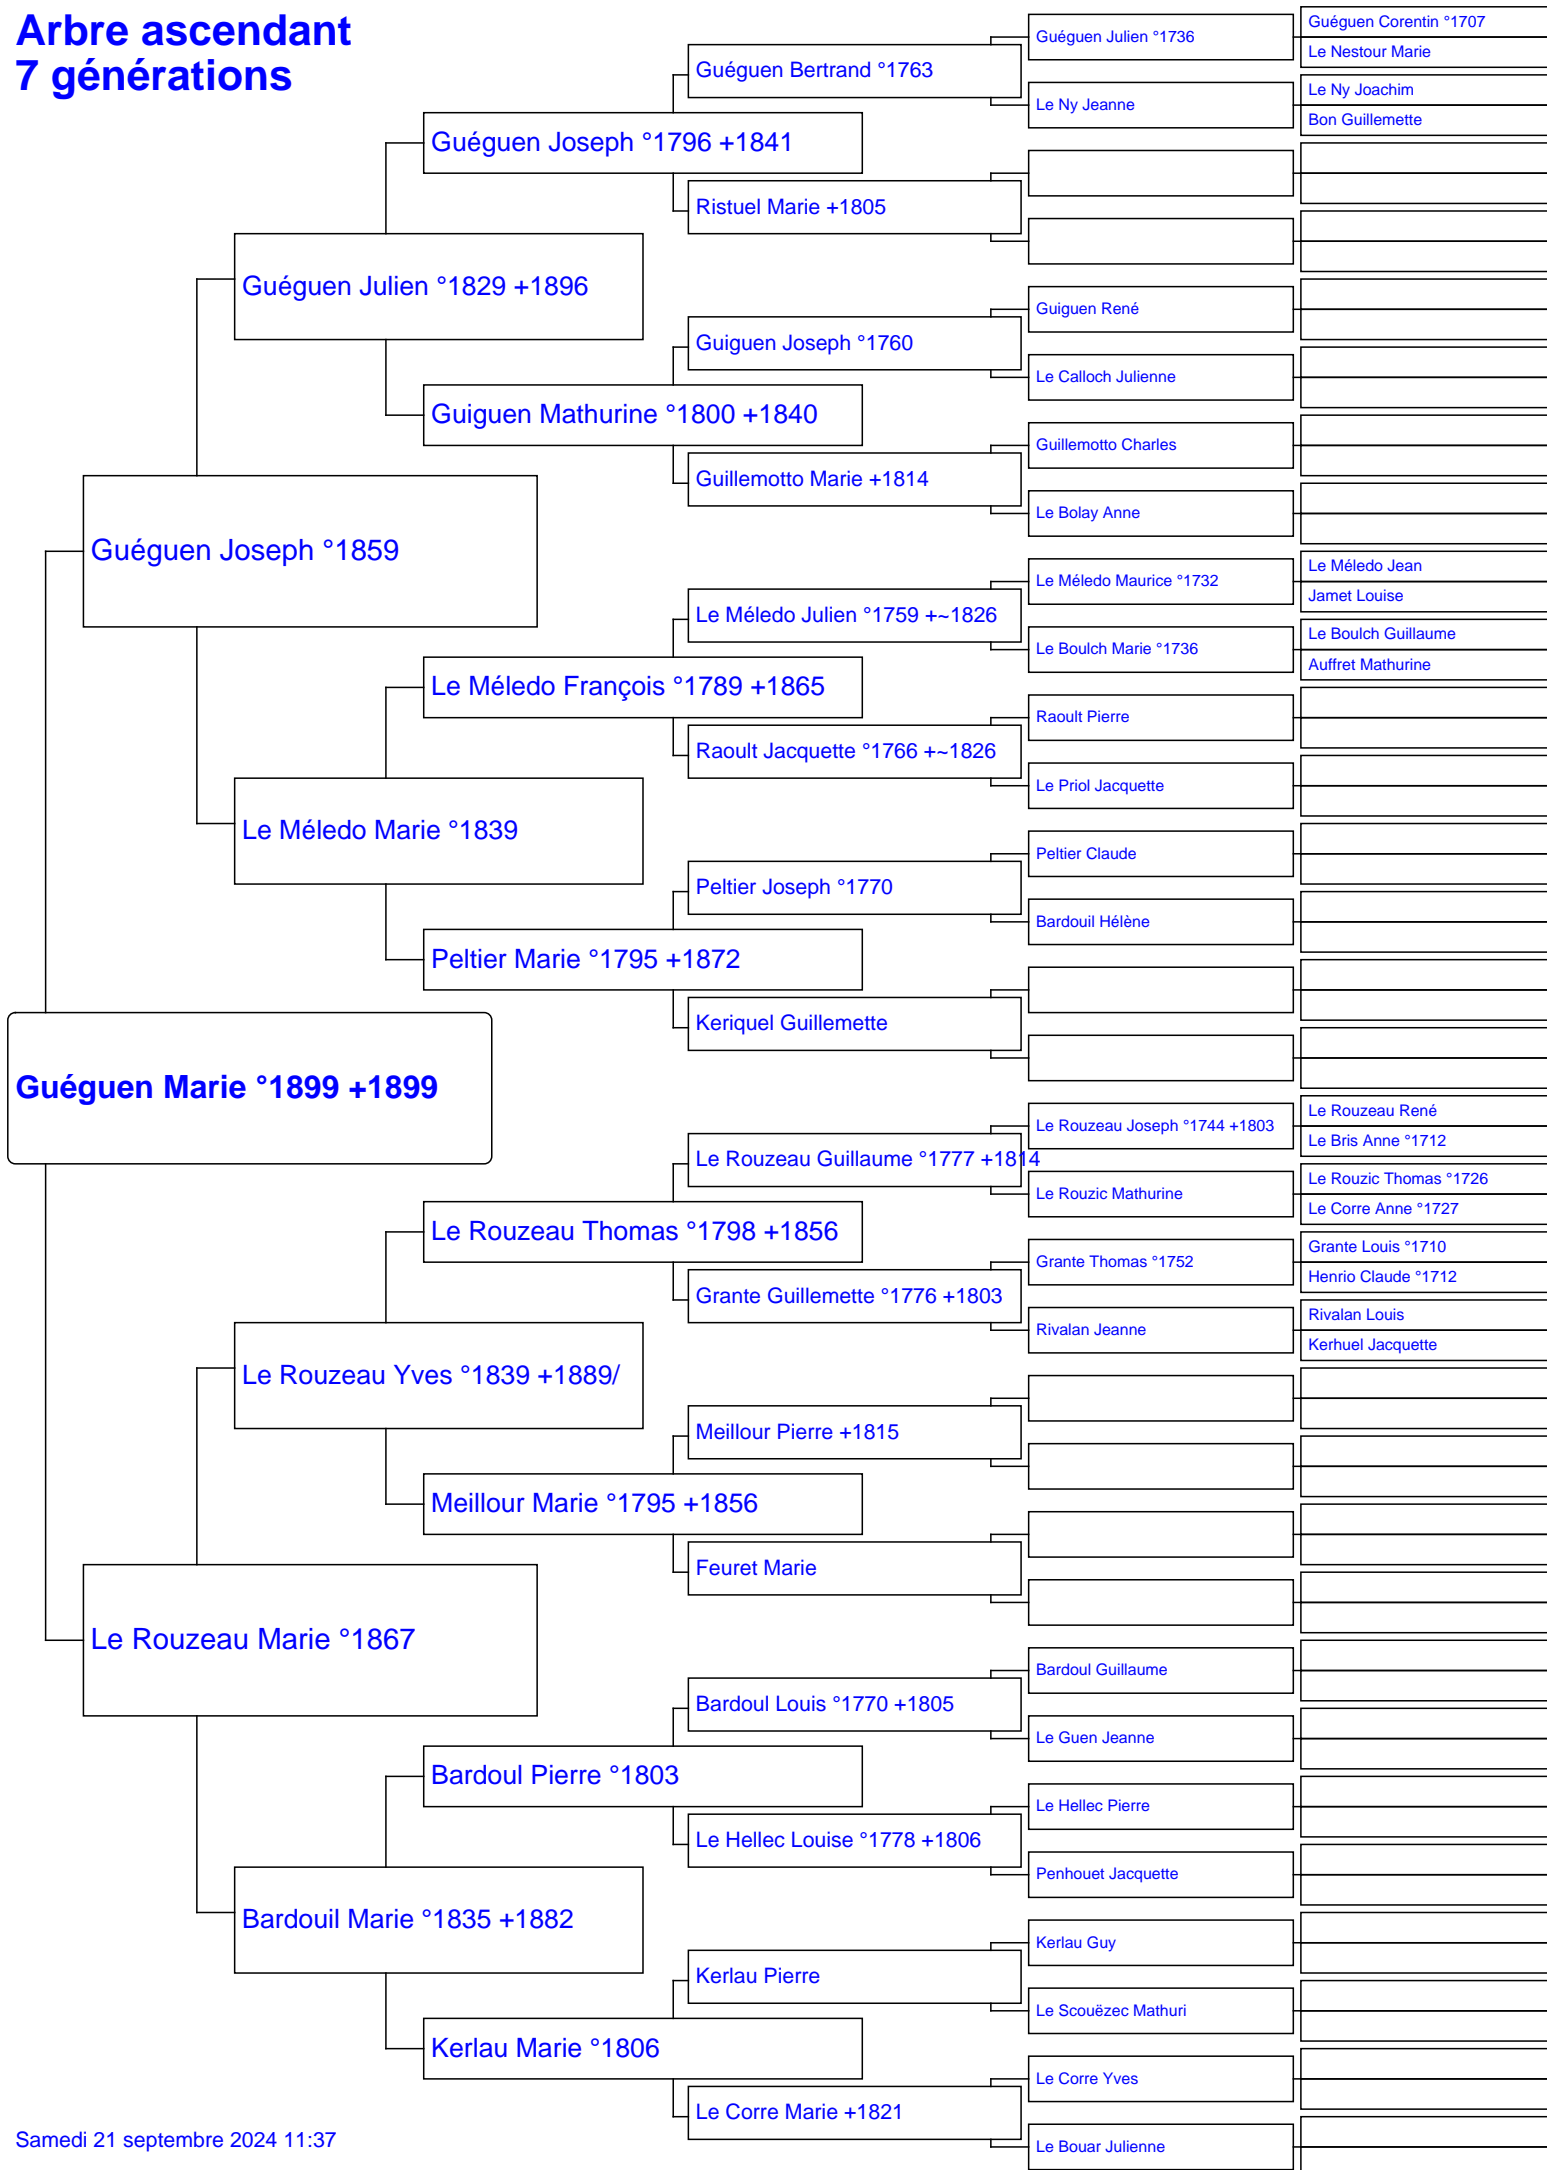 Arbre ascendant
7 générations
Guéguen Corentin °1707
Guéguen Julien °1736
Le Nestour Marie
Guéguen Bertrand °1763
Le Ny Joachim
Le Ny Jeanne
Bon Guillemette
Guéguen Joseph °1796 +1841
Ristuel Marie +1805
Guéguen Julien °1829 +1896
Guiguen René
Guiguen Joseph °1760
Le Calloch Julienne
Guiguen Mathurine °1800 +1840
Guillemotto Charles
Guillemotto Marie +1814
Le Bolay Anne
Guéguen Joseph °1859
Le Méledo Jean
Le Méledo Maurice °1732
Jamet Louise
Le Méledo Julien °1759 +~1826
Le Boulch Guillaume
Le Boulch Marie °1736
Auffret Mathurine
Le Méledo François °1789 +1865
Raoult Pierre
Raoult Jacquette °1766 +~1826
Le Priol Jacquette
Le Méledo Marie °1839
Peltier Claude
Peltier Joseph °1770
Bardouil Hélène
Peltier Marie °1795 +1872
Keriquel Guillemette
Guéguen Marie °1899 +1899
Le Rouzeau René
Le Rouzeau Joseph °1744 +1803
Le Bris Anne °1712
Le Rouzeau Guillaume °1777 +1814
Le Rouzic Thomas °1726
Le Rouzic Mathurine
Le Corre Anne °1727
Le Rouzeau Thomas °1798 +1856
Grante Louis °1710
Grante Thomas °1752
Henrio Claude °1712
Grante Guillemette °1776 +1803
Rivalan Louis
Rivalan Jeanne
Kerhuel Jacquette
Le Rouzeau Yves °1839 +1889/
Meillour Pierre +1815
Meillour Marie °1795 +1856
Feuret Marie
Le Rouzeau Marie °1867
Bardoul Guillaume
Bardoul Louis °1770 +1805
Le Guen Jeanne
Bardoul Pierre °1803
Le Hellec Pierre
Le Hellec Louise °1778 +1806
Penhouet Jacquette
Bardouil Marie °1835 +1882
Kerlau Guy
Kerlau Pierre
Le Scouëzec Mathuri
Kerlau Marie °1806
Le Corre Yves
Le Corre Marie +1821
Le Bouar Julienne
Samedi 21 septembre 2024 11:37